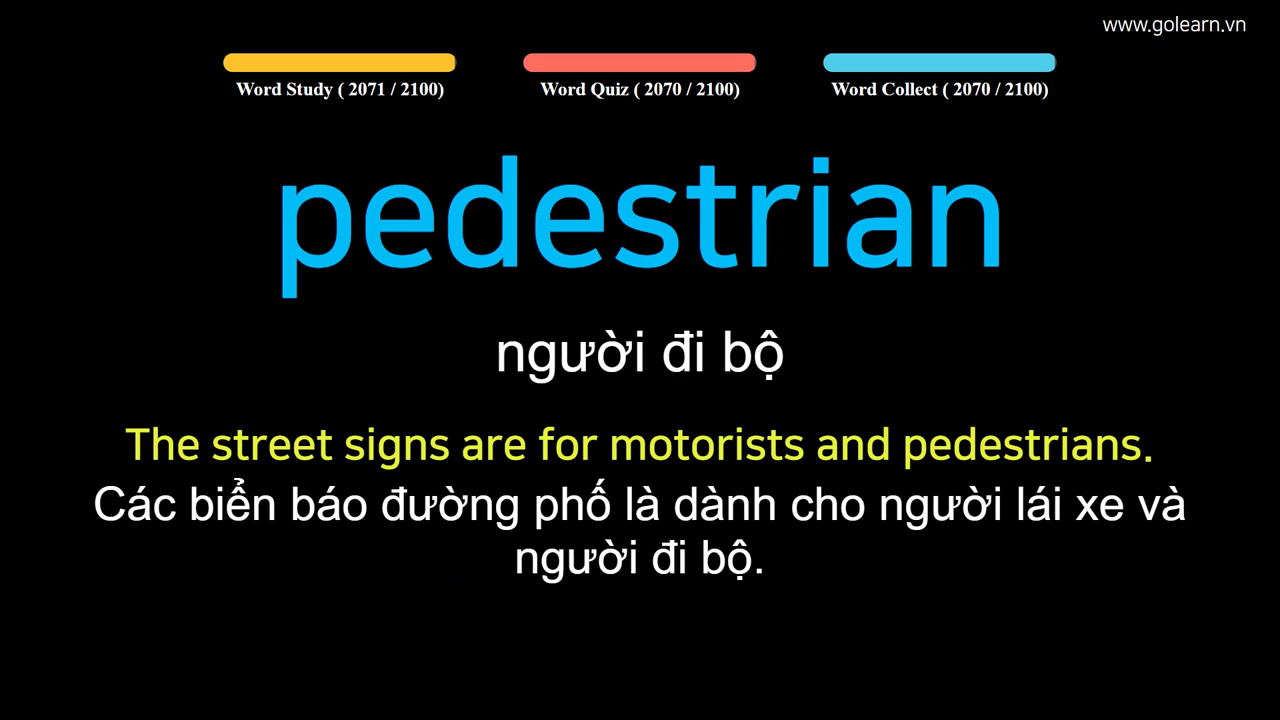 www.golearn.vn
Word Study ( 2071 / 2100)
Word Quiz ( 2070 / 2100)
Word Collect ( 2070 / 2100)
pedestrian
người đi bộ
The street signs are for motorists and pedestrians.
Các biển báo đường phố là dành cho người lái xe và
người đi bộ.